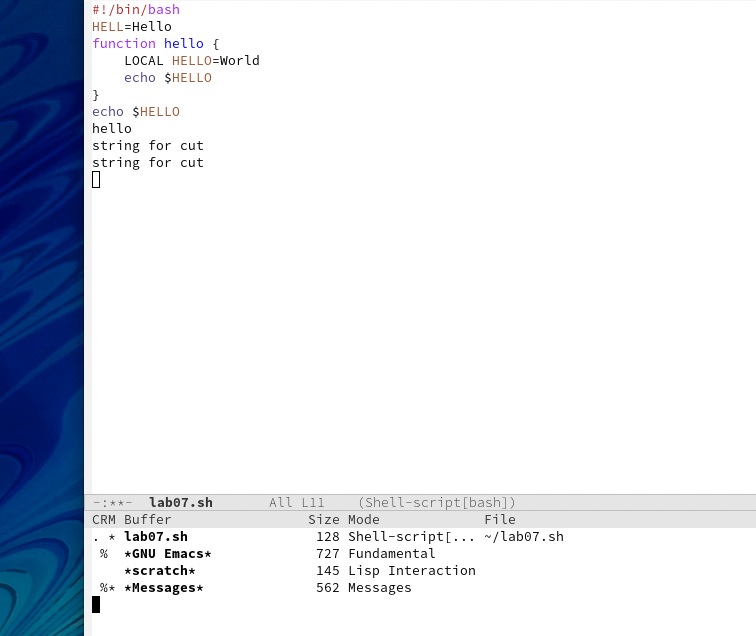 #!/bin/bash
HELL=Hello
function hello {
    LOCAL HELLO=World
    echo $HELLO
}
echo $HELLO
hello
string for cut
string for cut
-:**-  lab07.sh       All L11    (Shell-script[bash])
CRM Buffer                 Size Mode             File
. * lab07.sh                128 Shell-script[... ~/lab07.sh
 %  *GNU Emacs*             727 Fundamental
    *scratch*               145 Lisp Interaction
 %* *Messages*              562 Messages